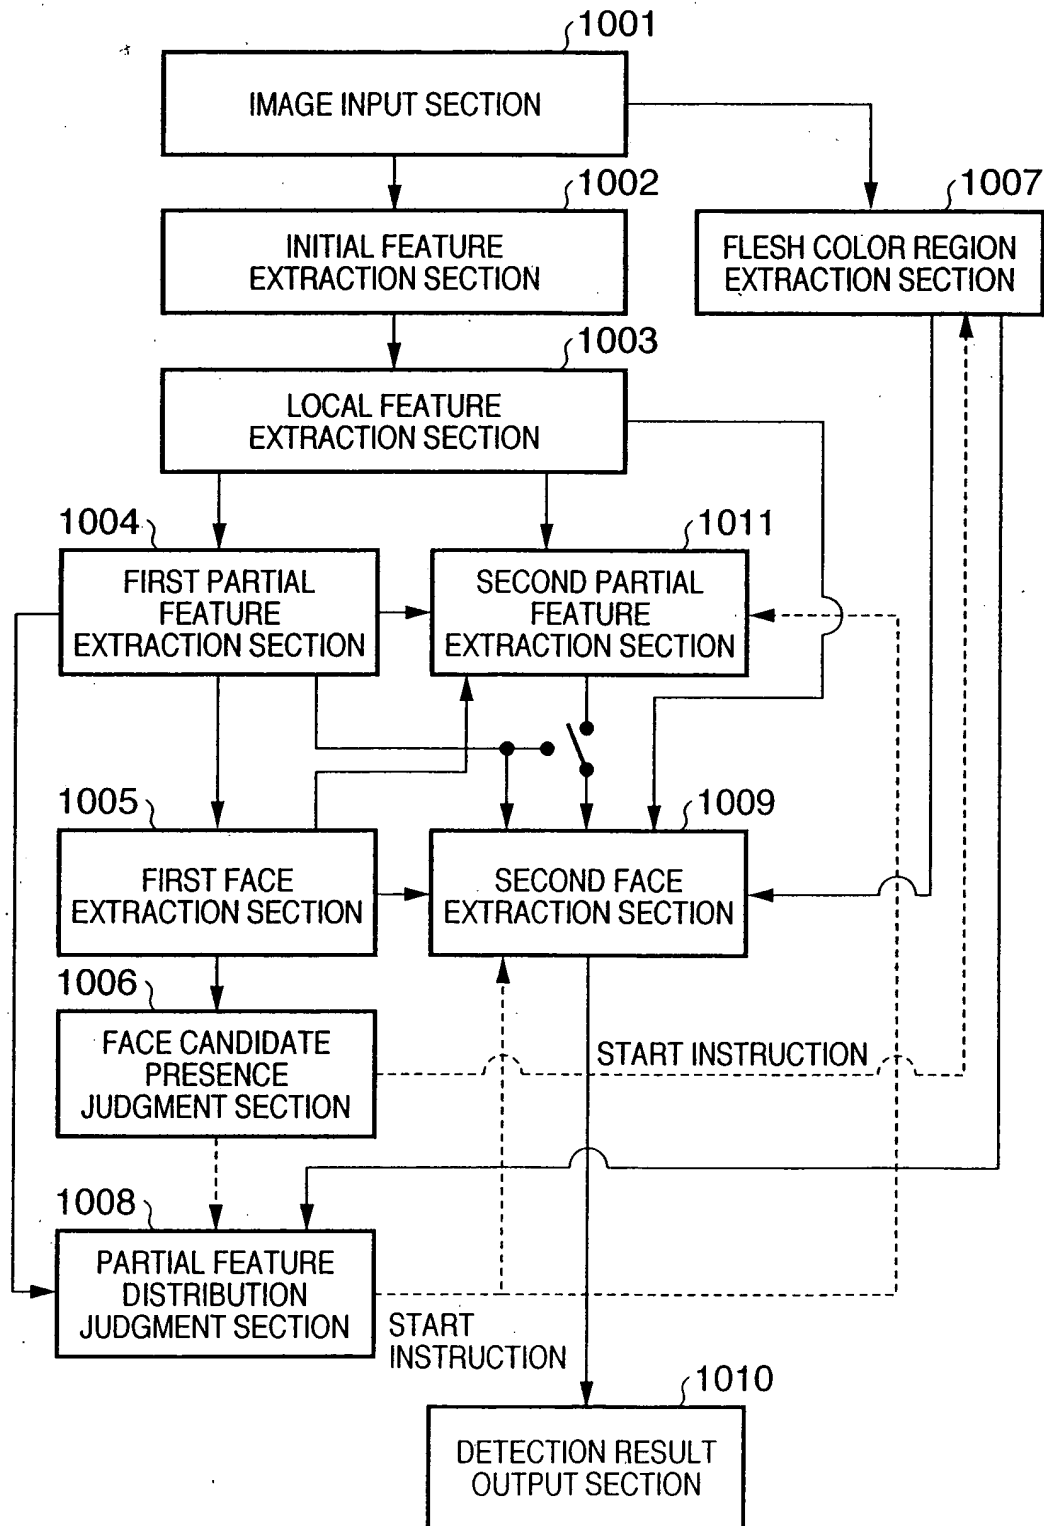 1001
IMAGE INPUT SECTION
1002
INITIAL FEATURE
EXTRACTION SECTION
1007
FLESH COLOR REGION
EXTRACTION SECTION
1003
LOCAL FEATURE
EXTRACTION SECTION
1004
FIRST PARTIAL
FEATURE
EXTRACTION SECTION
1011
SECOND PARTIAL
FEATURE
EXTRACTION SECTION
1005
FIRST FACE
EXTRACTION SECTION
1009
SECOND FACE
EXTRACTION SECTION
1006
FACE CANDIDATE
PRESENCE
JUDGMENT SECTION
START INSTRUCTION
1008
PARTIAL FEATURE
DISTRIBUTION
JUDGMENT SECTION
START
INSTRUCTION
1010
DETECTION RESULT
OUTPUT SECTION